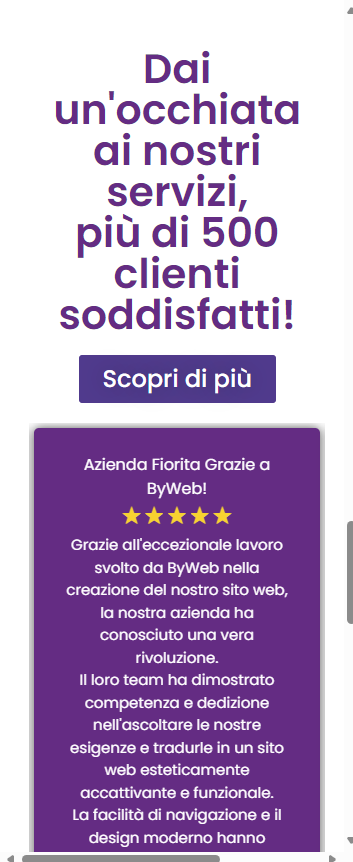 Dai
un'occhiata
ai nostri
servizi,
più di 500
clienti
soddisfatti!
Scopri di più
Azienda Fiorita Grazie a
ByWeb!
Grazie all'eccezionale lavoro
svolto da ByWeb nella
creazione del nostro sito web,
la nostra azienda ha
conosciuto una vera
rivoluzione.
Il loro team ha dimostrato
competenza e dedizione
nell'ascoltare le nostre
esigenze e tradurle in un sito
web esteticamente
accattivante e funzionale.
La facilità di navigazione e il
design moderno hanno